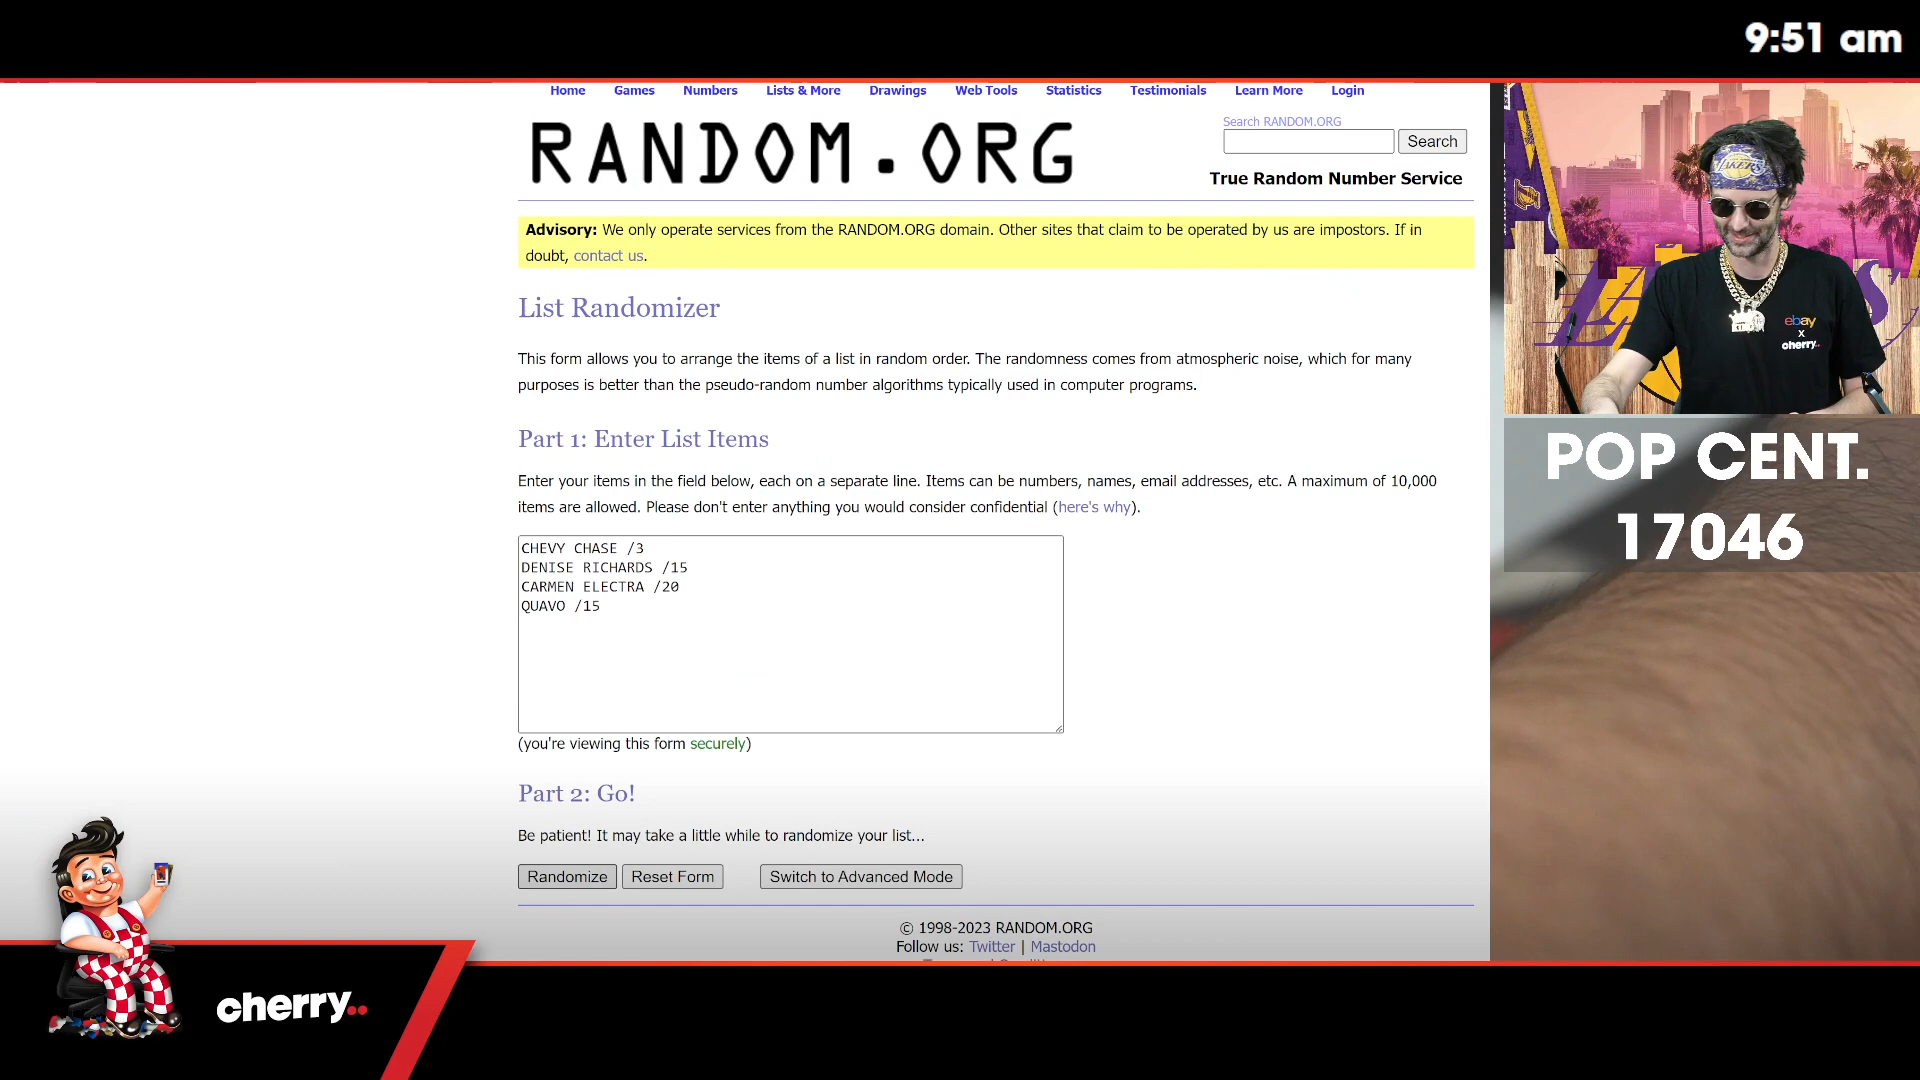 9:51 am
Home Games Numbers Lists & More Drawings Web Tools Statistics Testimonials Learn More Login
RANDOM.ORG
Search RANDOM.ORG
Search
True Random Number Service
Advisory: We only operate services from the RANDOM.ORG domain. Other sites that claim to be operated by us are impostors. If in
doubt, contact us.
List Randomizer
This form allows you to arrange the items of a list in random order. The randomness comes from atmospheric noise, which for many
purposes is better than the pseudo-random number algorithms typically used in computer programs.
Part 1: Enter List Items
Enter your items in the field below, each on a separate line. Items can be numbers, names, email addresses, etc. A maximum of 10,000
items are allowed. Please don't enter anything you would consider confidential (here's why).
CHEVY CHASE /3
DENISE RICHARDS /15
CARMEN ELECTRA /20
QUAVO /15
(you're viewing this form securely)
Part 2: Go!
Be patient! It may take a little while to randomize your list...
Randomize Reset Form Switch to Advanced Mode
© 1998-2023 RANDOM.ORG
Follow us: Twitter | Mastodon
LAKERS
ebay
x
cherry..
POP CENT.
17046
cherry..